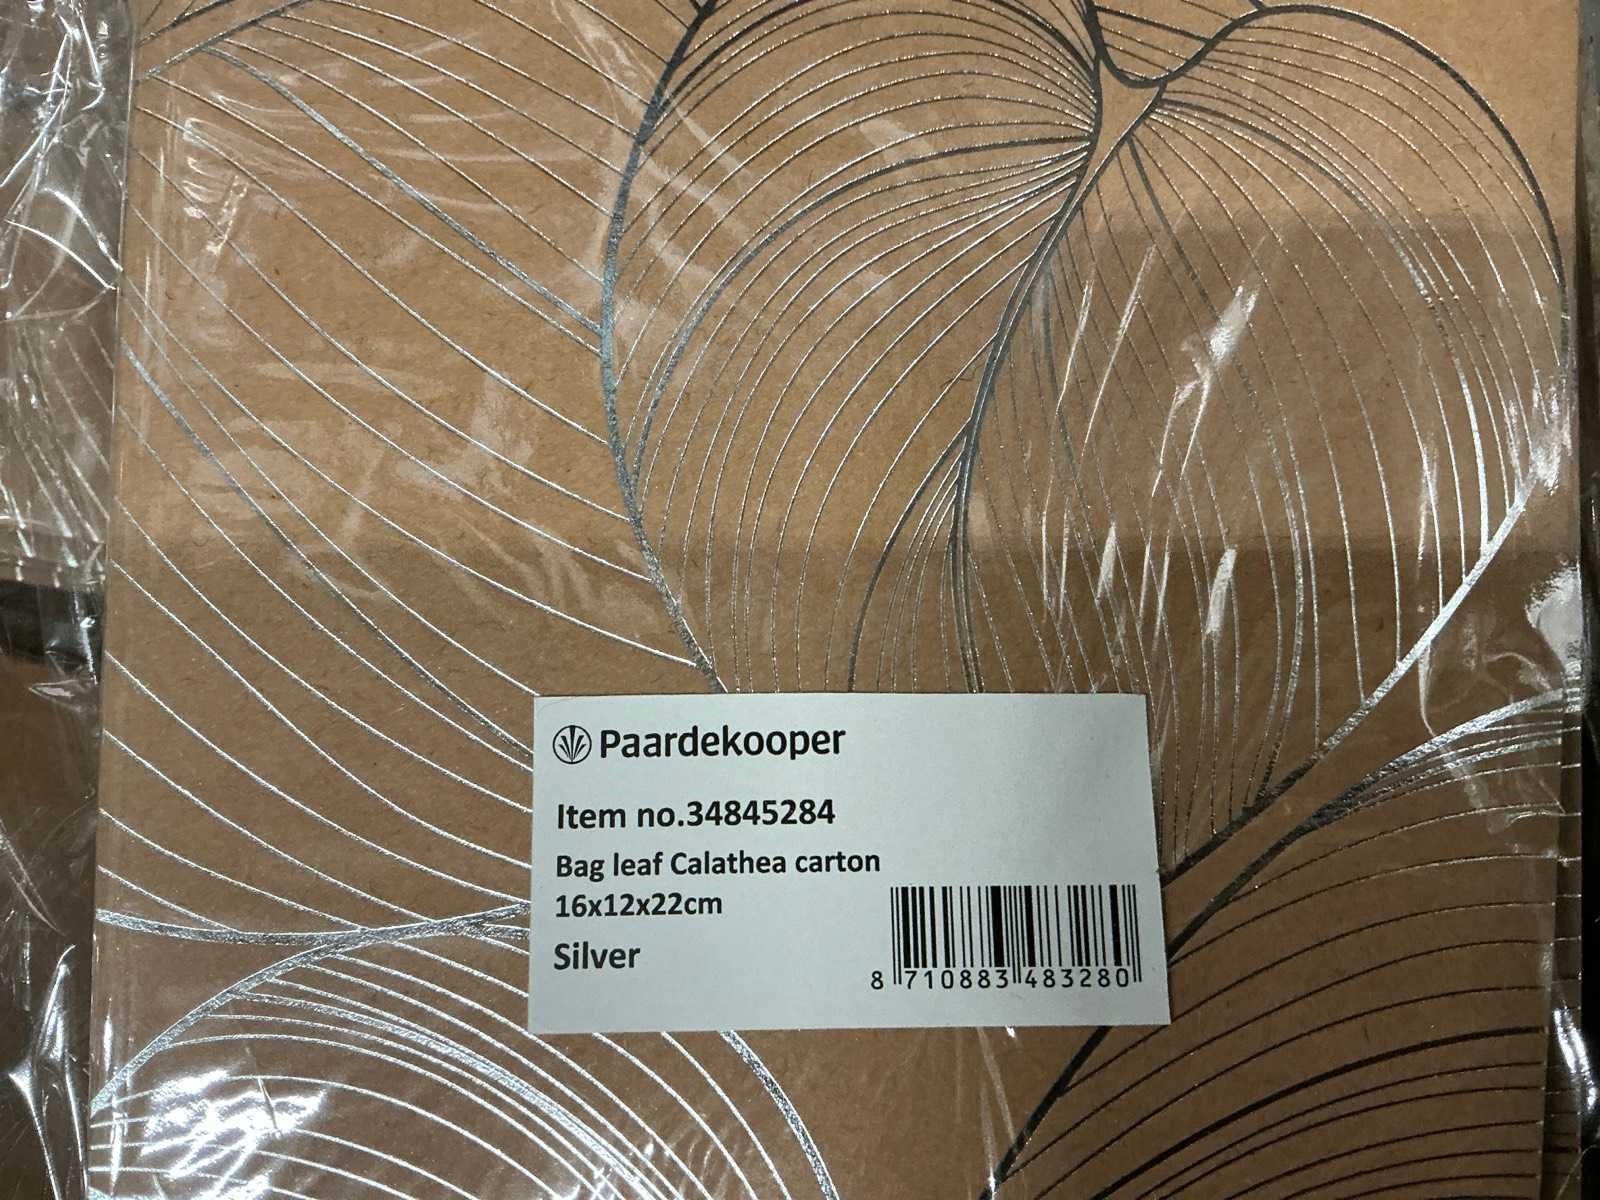 Paardekooper
Item no.34845284
Bag leaf Calathea carton
16x12x22cm
Silver
8 710883 483280